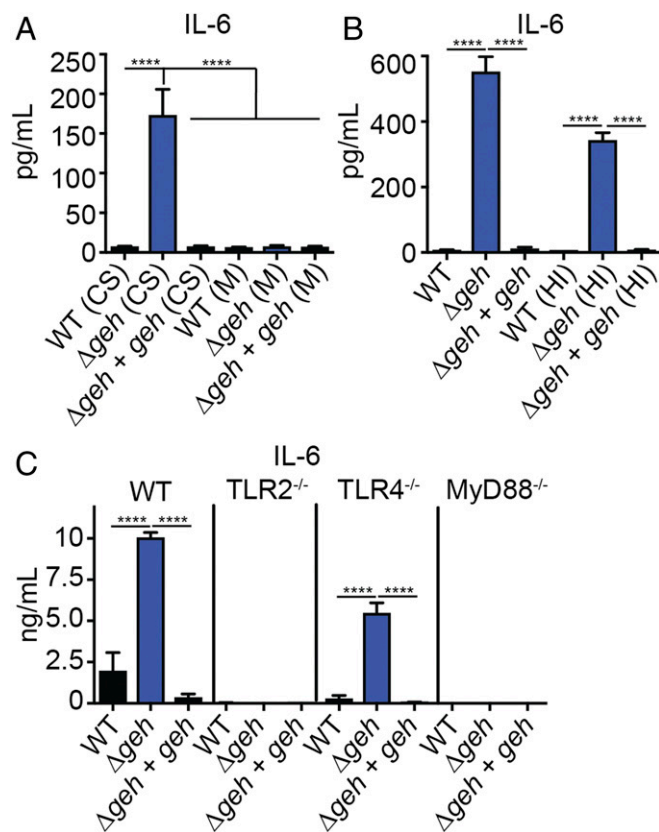 A
IL-6
**** ****
pg/mL
250
200
150
100
50
0
WT (CS)
Δgeh (CS)
Δgeh + geh (CS)
WT (M)
Δgeh (M)
Δgeh + geh (M)
B
IL-6
**** ****
**** ****
pg/mL
600
400
200
0
WT
Δgeh
Δgeh + geh
WT (HI)
Δgeh (HI)
Δgeh + geh (HI)
C
IL-6
WT TLR2-/- TLR4-/- MyD88-/-
**** **** **** ****
ng/mL
10
7.5
5.0
2.5
0
WT
Δgeh
Δgeh + geh
WT
Δgeh
Δgeh + geh
WT
Δgeh
Δgeh + geh
WT
Δgeh
Δgeh + geh